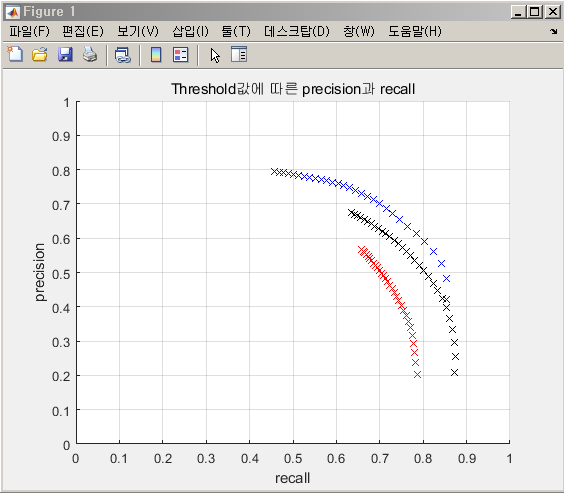 Figure 1
파일(F) 편집(E) 보기(V) 삽입(I) 툴(T) 데스크탑(D) 창(W) 도움말(H)
Threshold값에 따른 precision과 recall
1
0.9
0.8
0.7
0.6
0.5
0.4
0.3
0.2
0.1
0
precision
0 0.1 0.2 0.3 0.4 0.5 0.6 0.7 0.8 0.9 1
recall